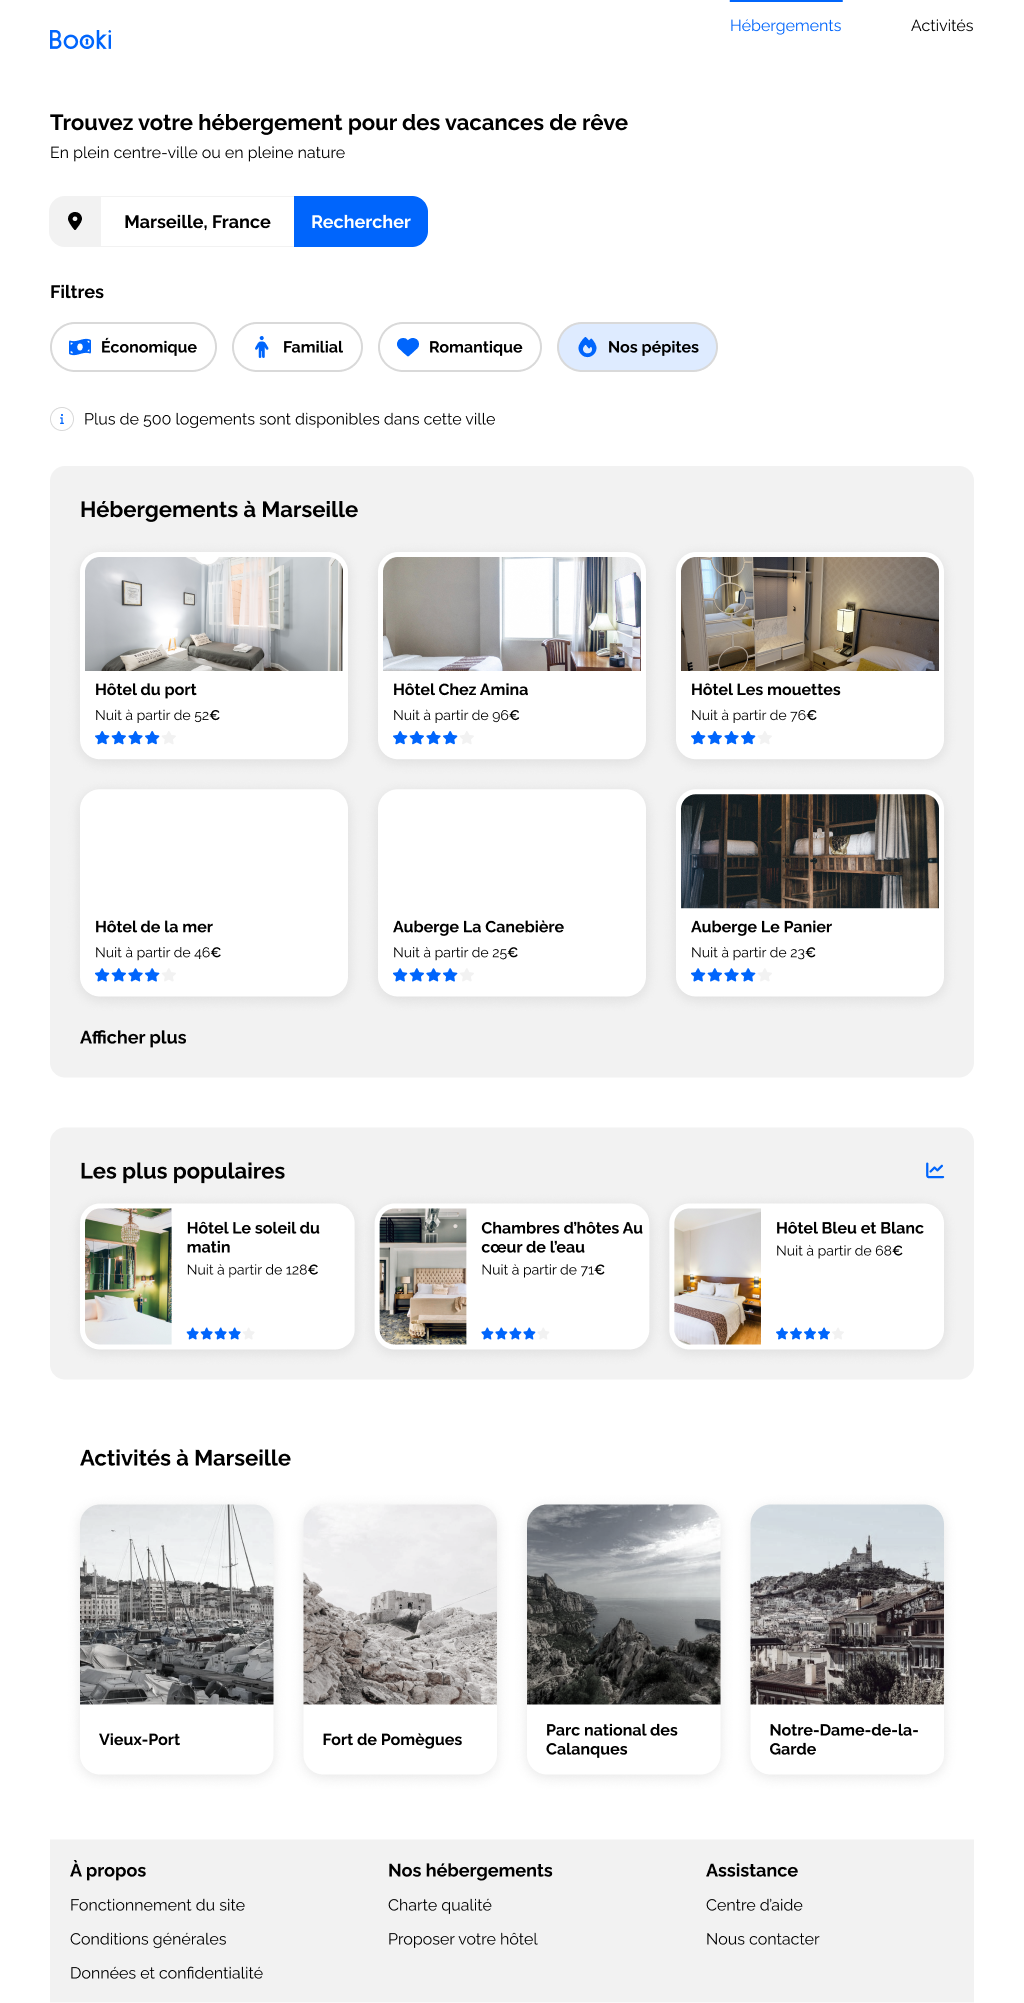 Booki
Hébergements
Activités
Trouvez votre hébergement pour des vacances de rêve
En plein centre-ville ou en pleine nature
Marseille, France
Rechercher
Filtres
Économique
Familial
Romantique
Nos pépites
Plus de 500 logements sont disponibles dans cette ville
Hébergements à Marseille
Hôtel du port
Nuit à partir de 52€
Hôtel Chez Amina
Nuit à partir de 96€
Hôtel Les mouettes
Nuit à partir de 76€
Hôtel de la mer
Nuit à partir de 46€
Auberge La Canebière
Nuit à partir de 25€
Auberge Le Panier
Nuit à partir de 23€
Afficher plus
Les plus populaires
Hôtel Le soleil du
matin
Nuit à partir de 128€
Chambres d’hôtes Au
cœur de l’eau
Nuit à partir de 71€
Hôtel Bleu et Blanc
Nuit à partir de 68€
Activités à Marseille
Vieux-Port
Fort de Pomègues
Parc national des
Calanques
Notre-Dame-de-la-
Garde
À propos
Fonctionnement du site
Conditions générales
Données et confidentialité
Nos hébergements
Charte qualité
Proposer votre hôtel
Assistance
Centre d’aide
Nous contacter